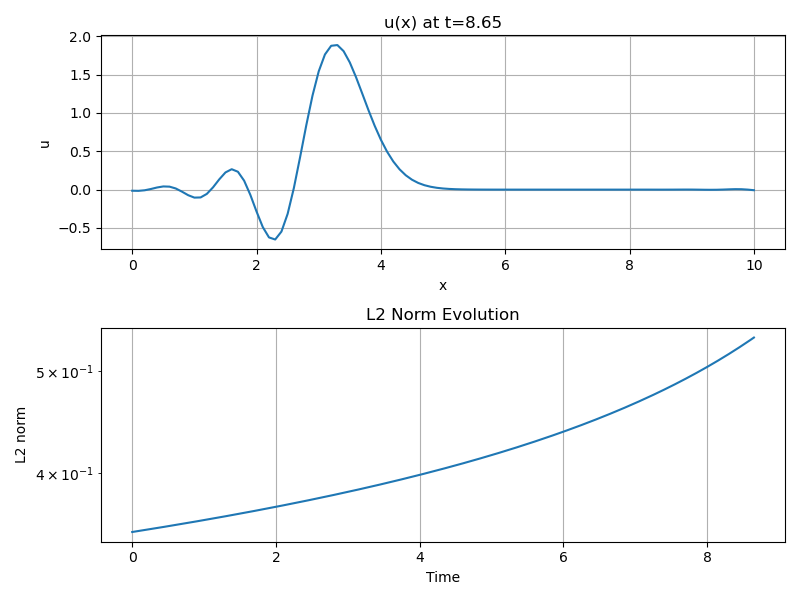 u(x) at t=8.65
2.0
1.5
1.0
0.5
0.0
−0.5
u
0 2 4 6 8 10
x
L2 Norm Evolution
5 × 10⁻¹
4 × 10⁻¹
L2 norm
0 2 4 6 8
Time